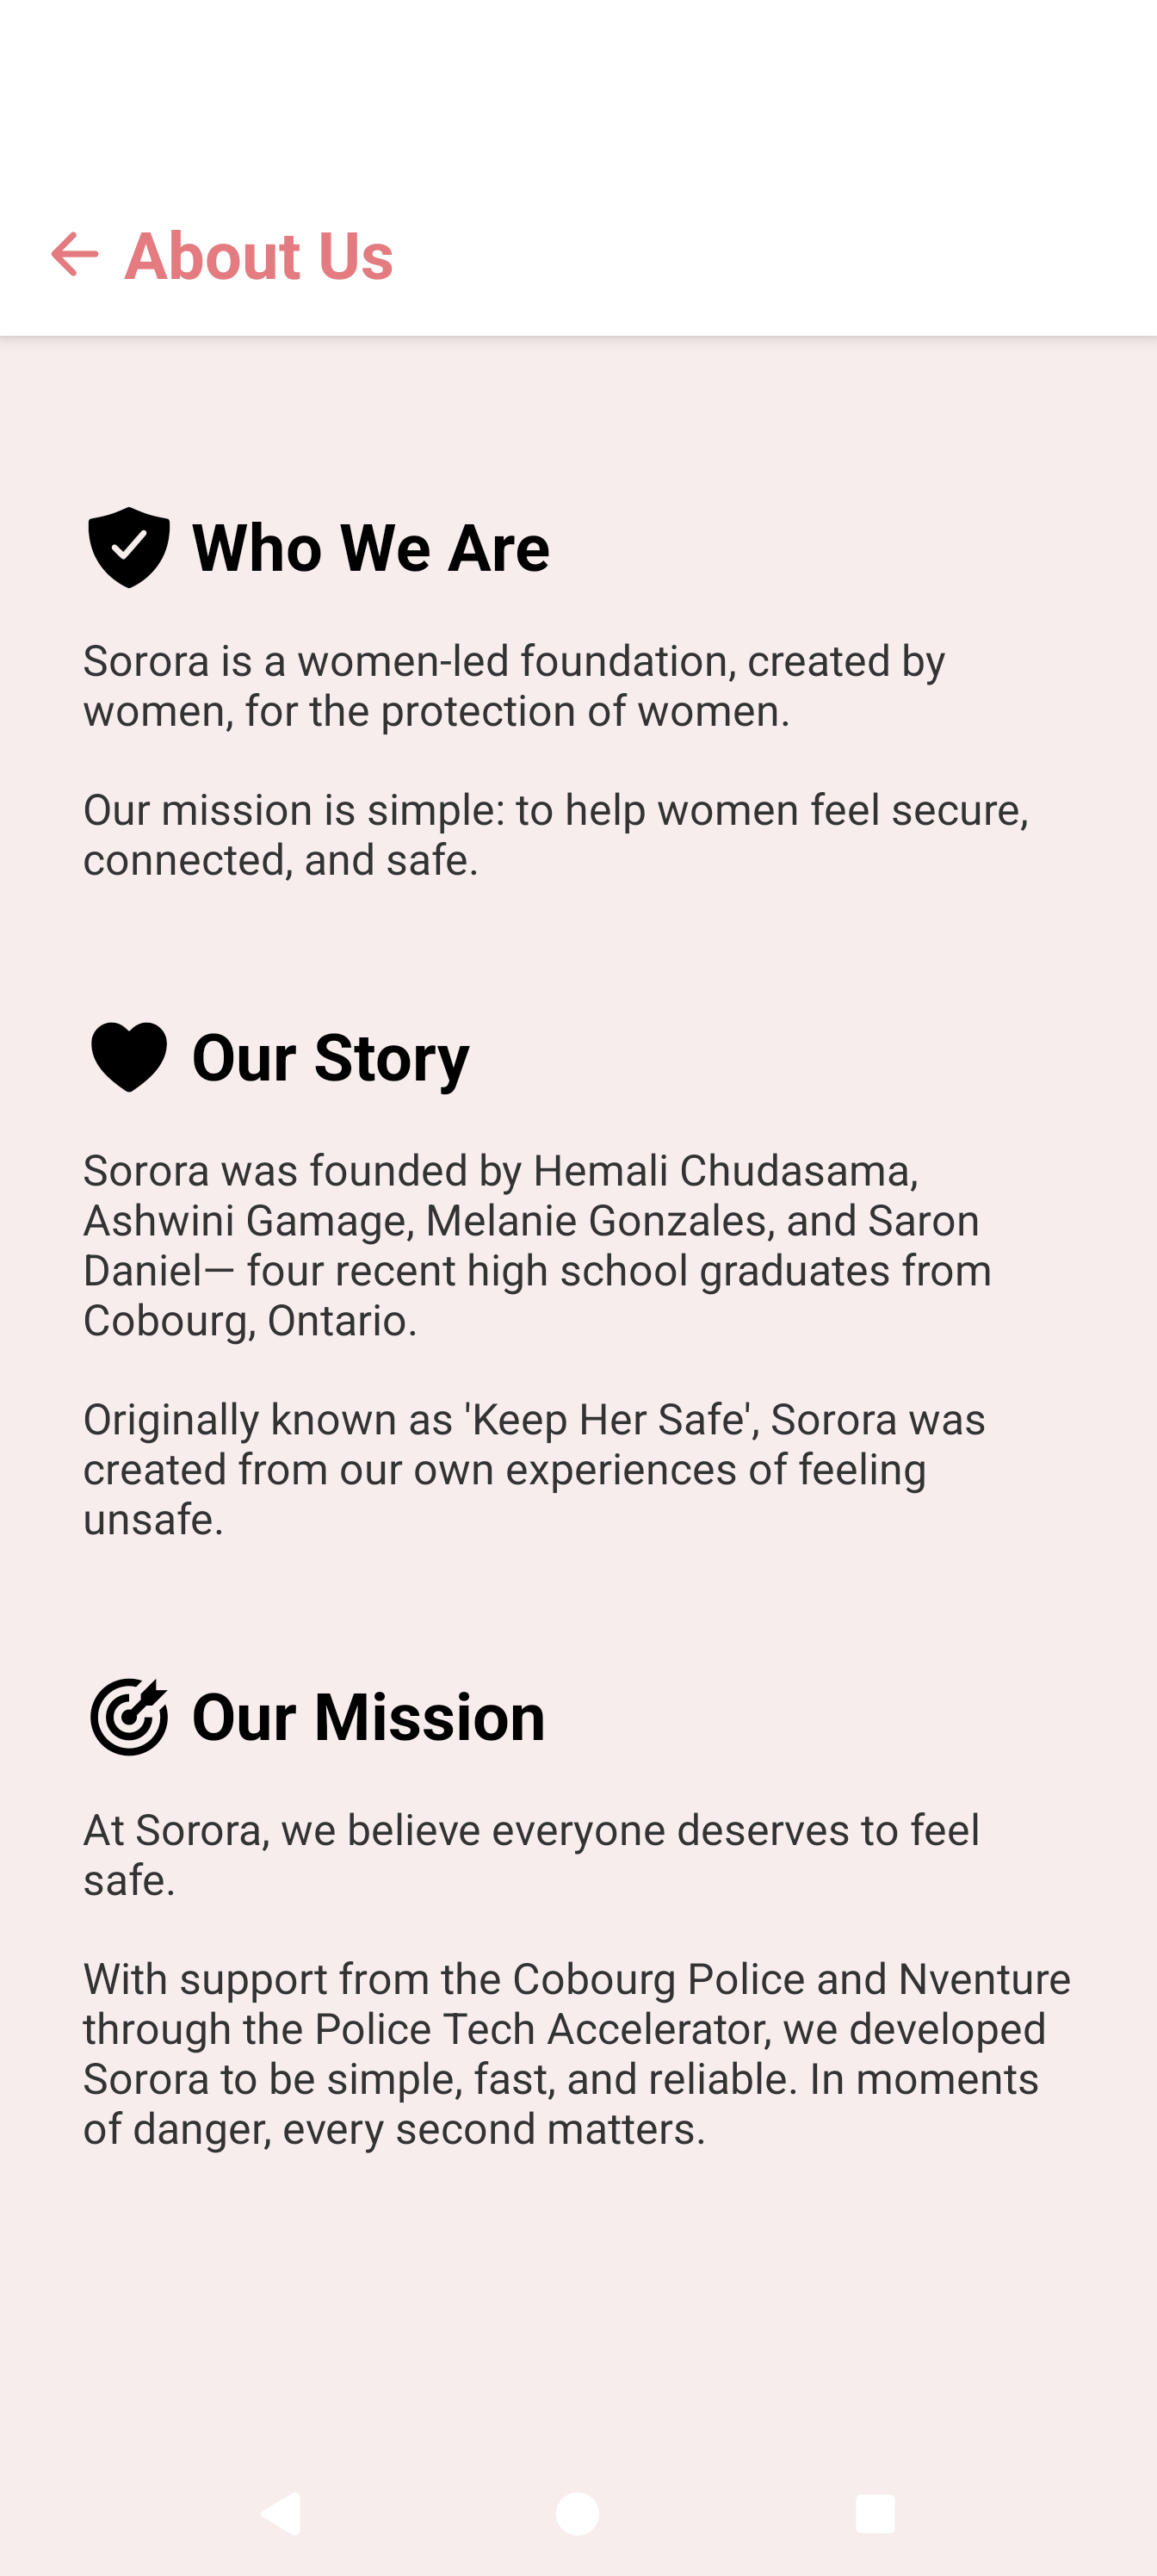 About Us
Who We Are
Sorora is a women-led foundation, created by
women, for the protection of women.
Our mission is simple: to help women feel secure,
connected, and safe.
Our Story
Sorora was founded by Hemali Chudasama,
Ashwini Gamage, Melanie Gonzales, and Saron
Daniel— four recent high school graduates from
Cobourg, Ontario.
Originally known as 'Keep Her Safe', Sorora was
created from our own experiences of feeling
unsafe.
Our Mission
At Sorora, we believe everyone deserves to feel
safe.
With support from the Cobourg Police and Nventure
through the Police Tech Accelerator, we developed
Sorora to be simple, fast, and reliable. In moments
of danger, every second matters.